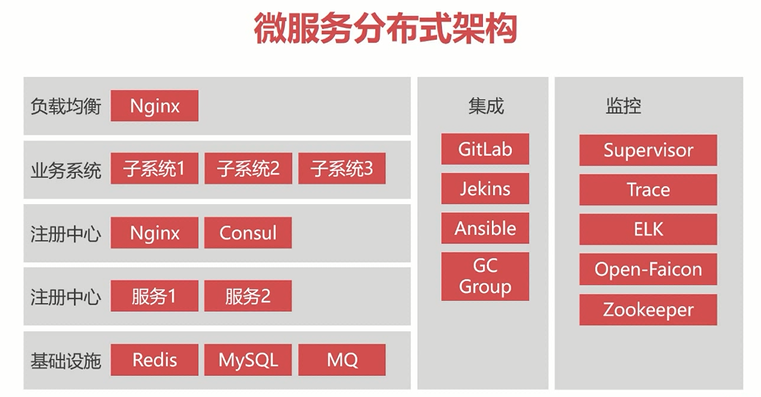 微服务分布式架构
负载均衡 Nginx
业务系统 子系统1 子系统2 子系统3
注册中心 Nginx Consul
注册中心 服务1 服务2
基础设施 Redis MySQL MQ
集成
GitLab
Jekins
Ansible
GC
Group
监控
Supervisor
Trace
ELK
Open-Faicon
Zookeeper